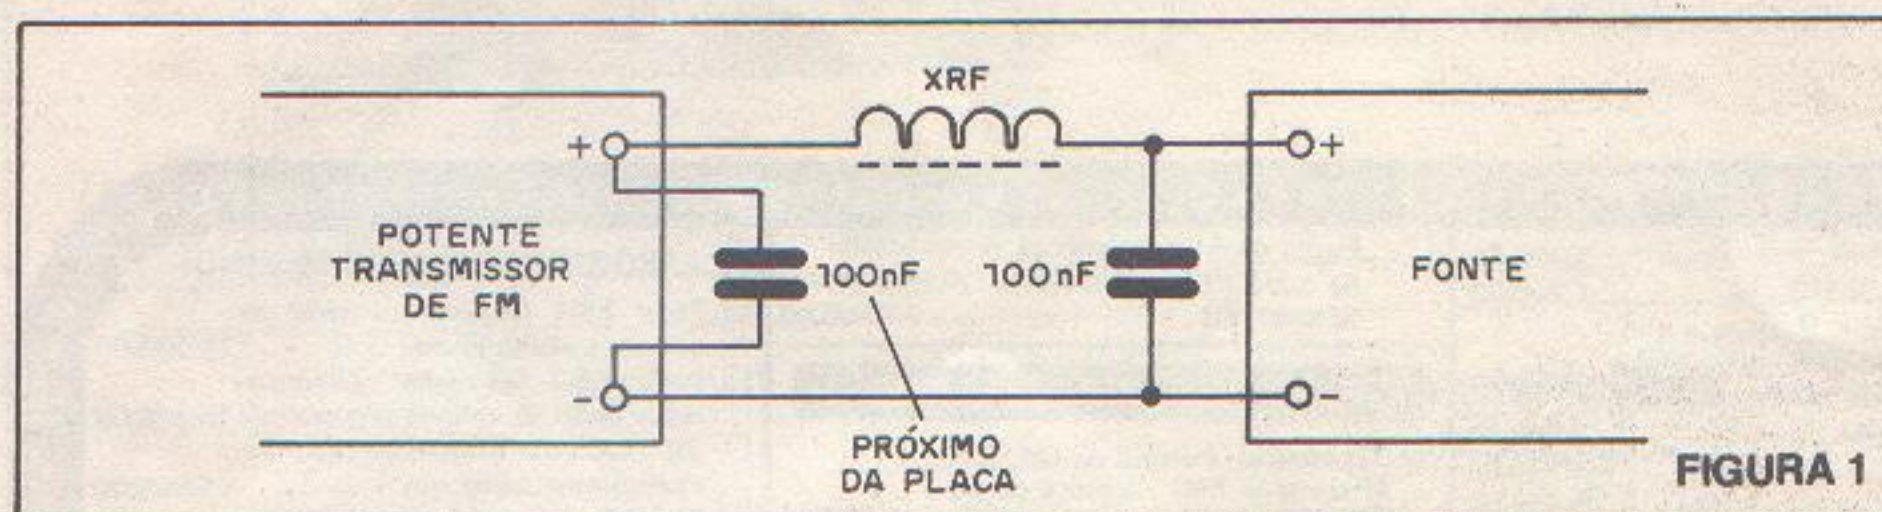 XRF
+
+
POTENTE
TRANSMISSOR
DE FM
100nF
100nF
FONTE
-
-
PRÓXIMO
DA PLACA
FIGURA 1